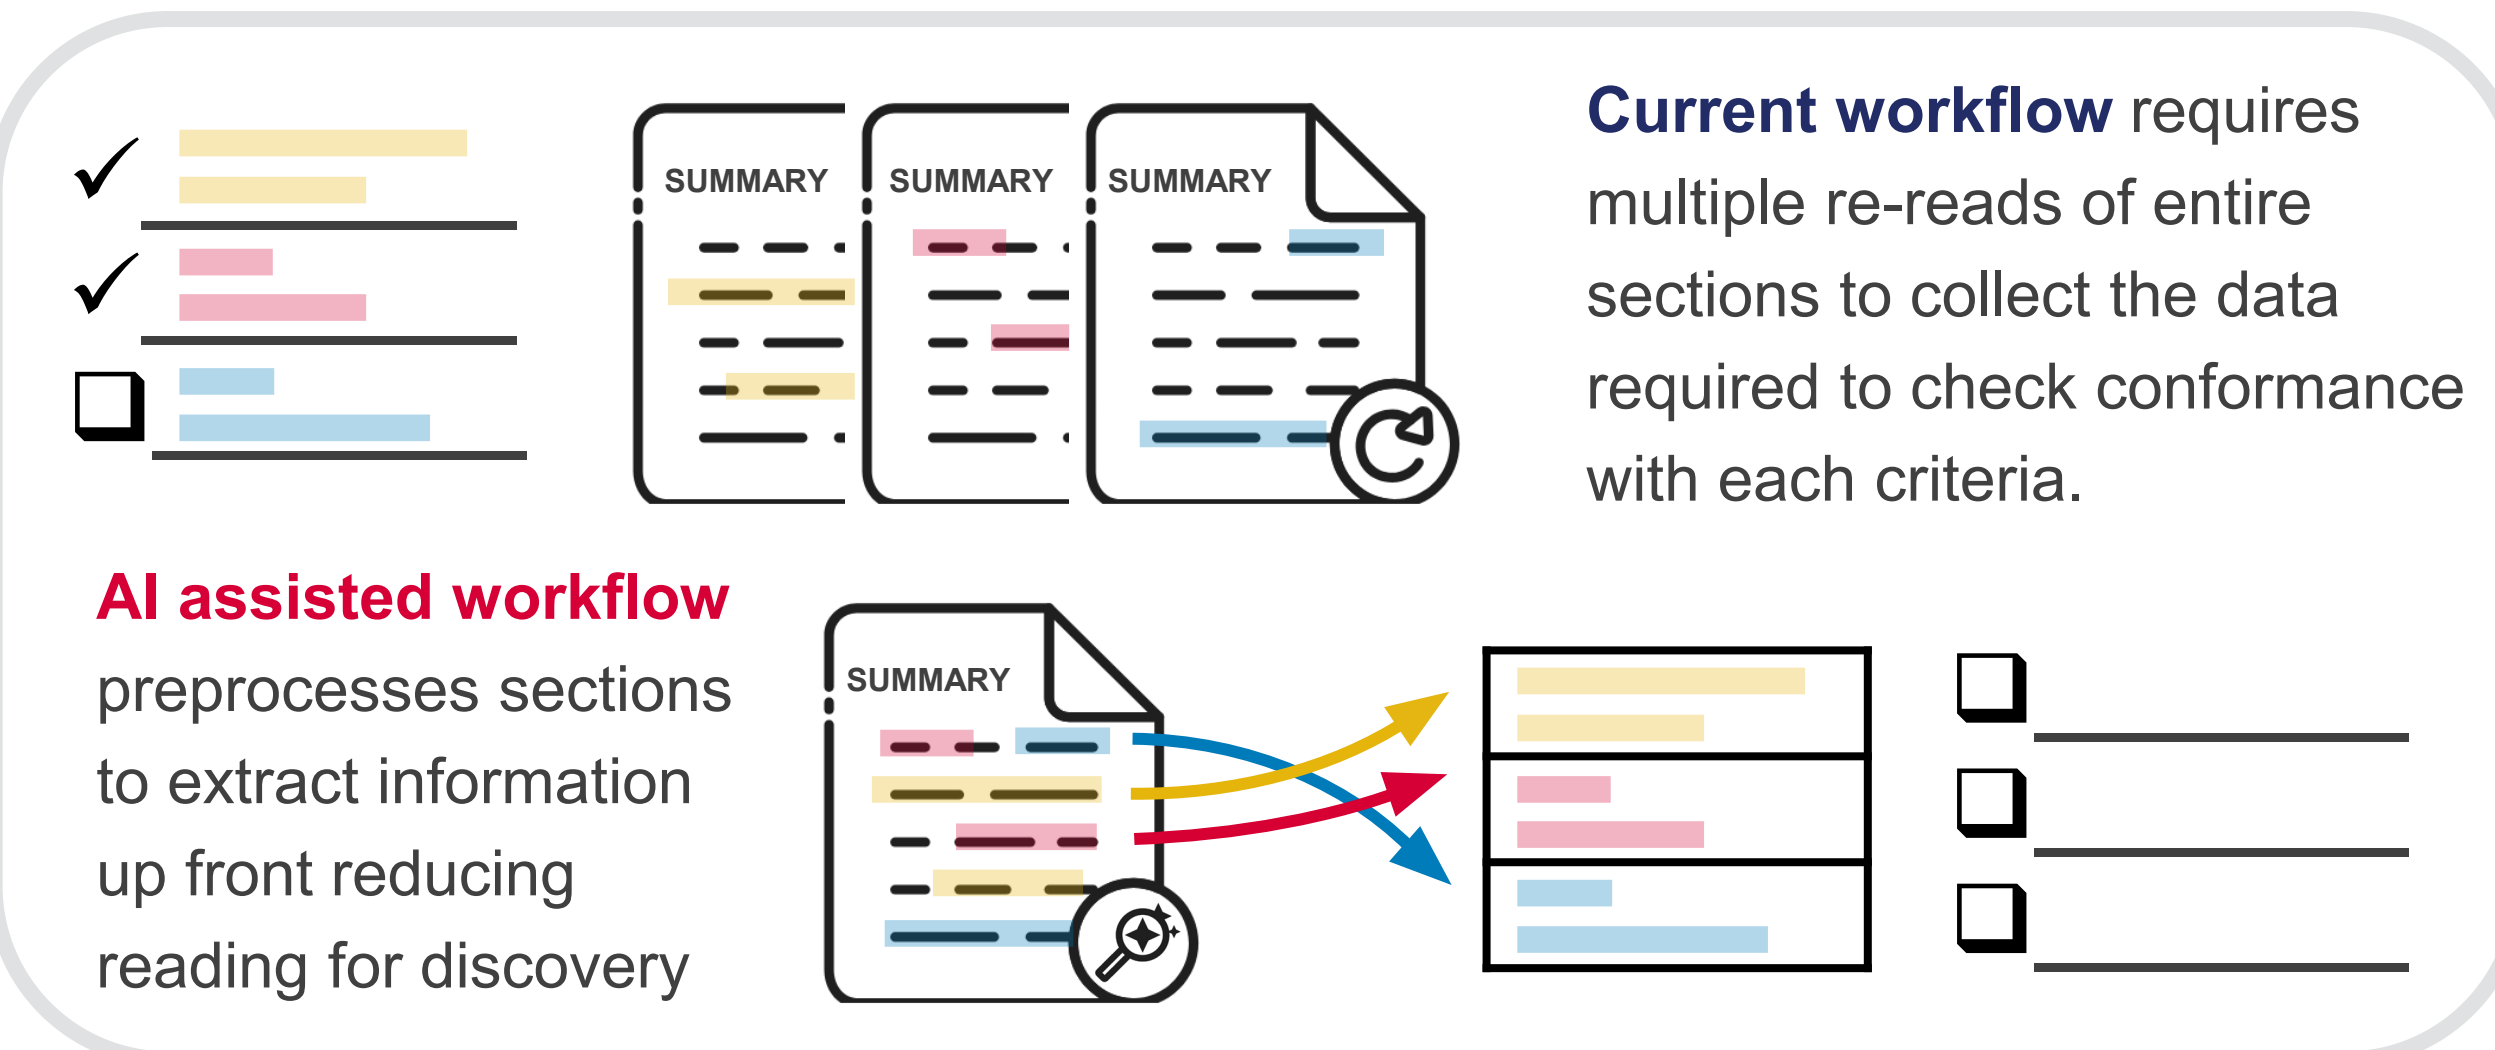 SUMMARY SUMMARY SUMMARY
Current workflow requires
multiple re-reads of entire
sections to collect the data
required to check conformance
with each criteria.
AI assisted workflow
preprocesses sections
to extract information
up front reducing
reading for discovery
SUMMARY